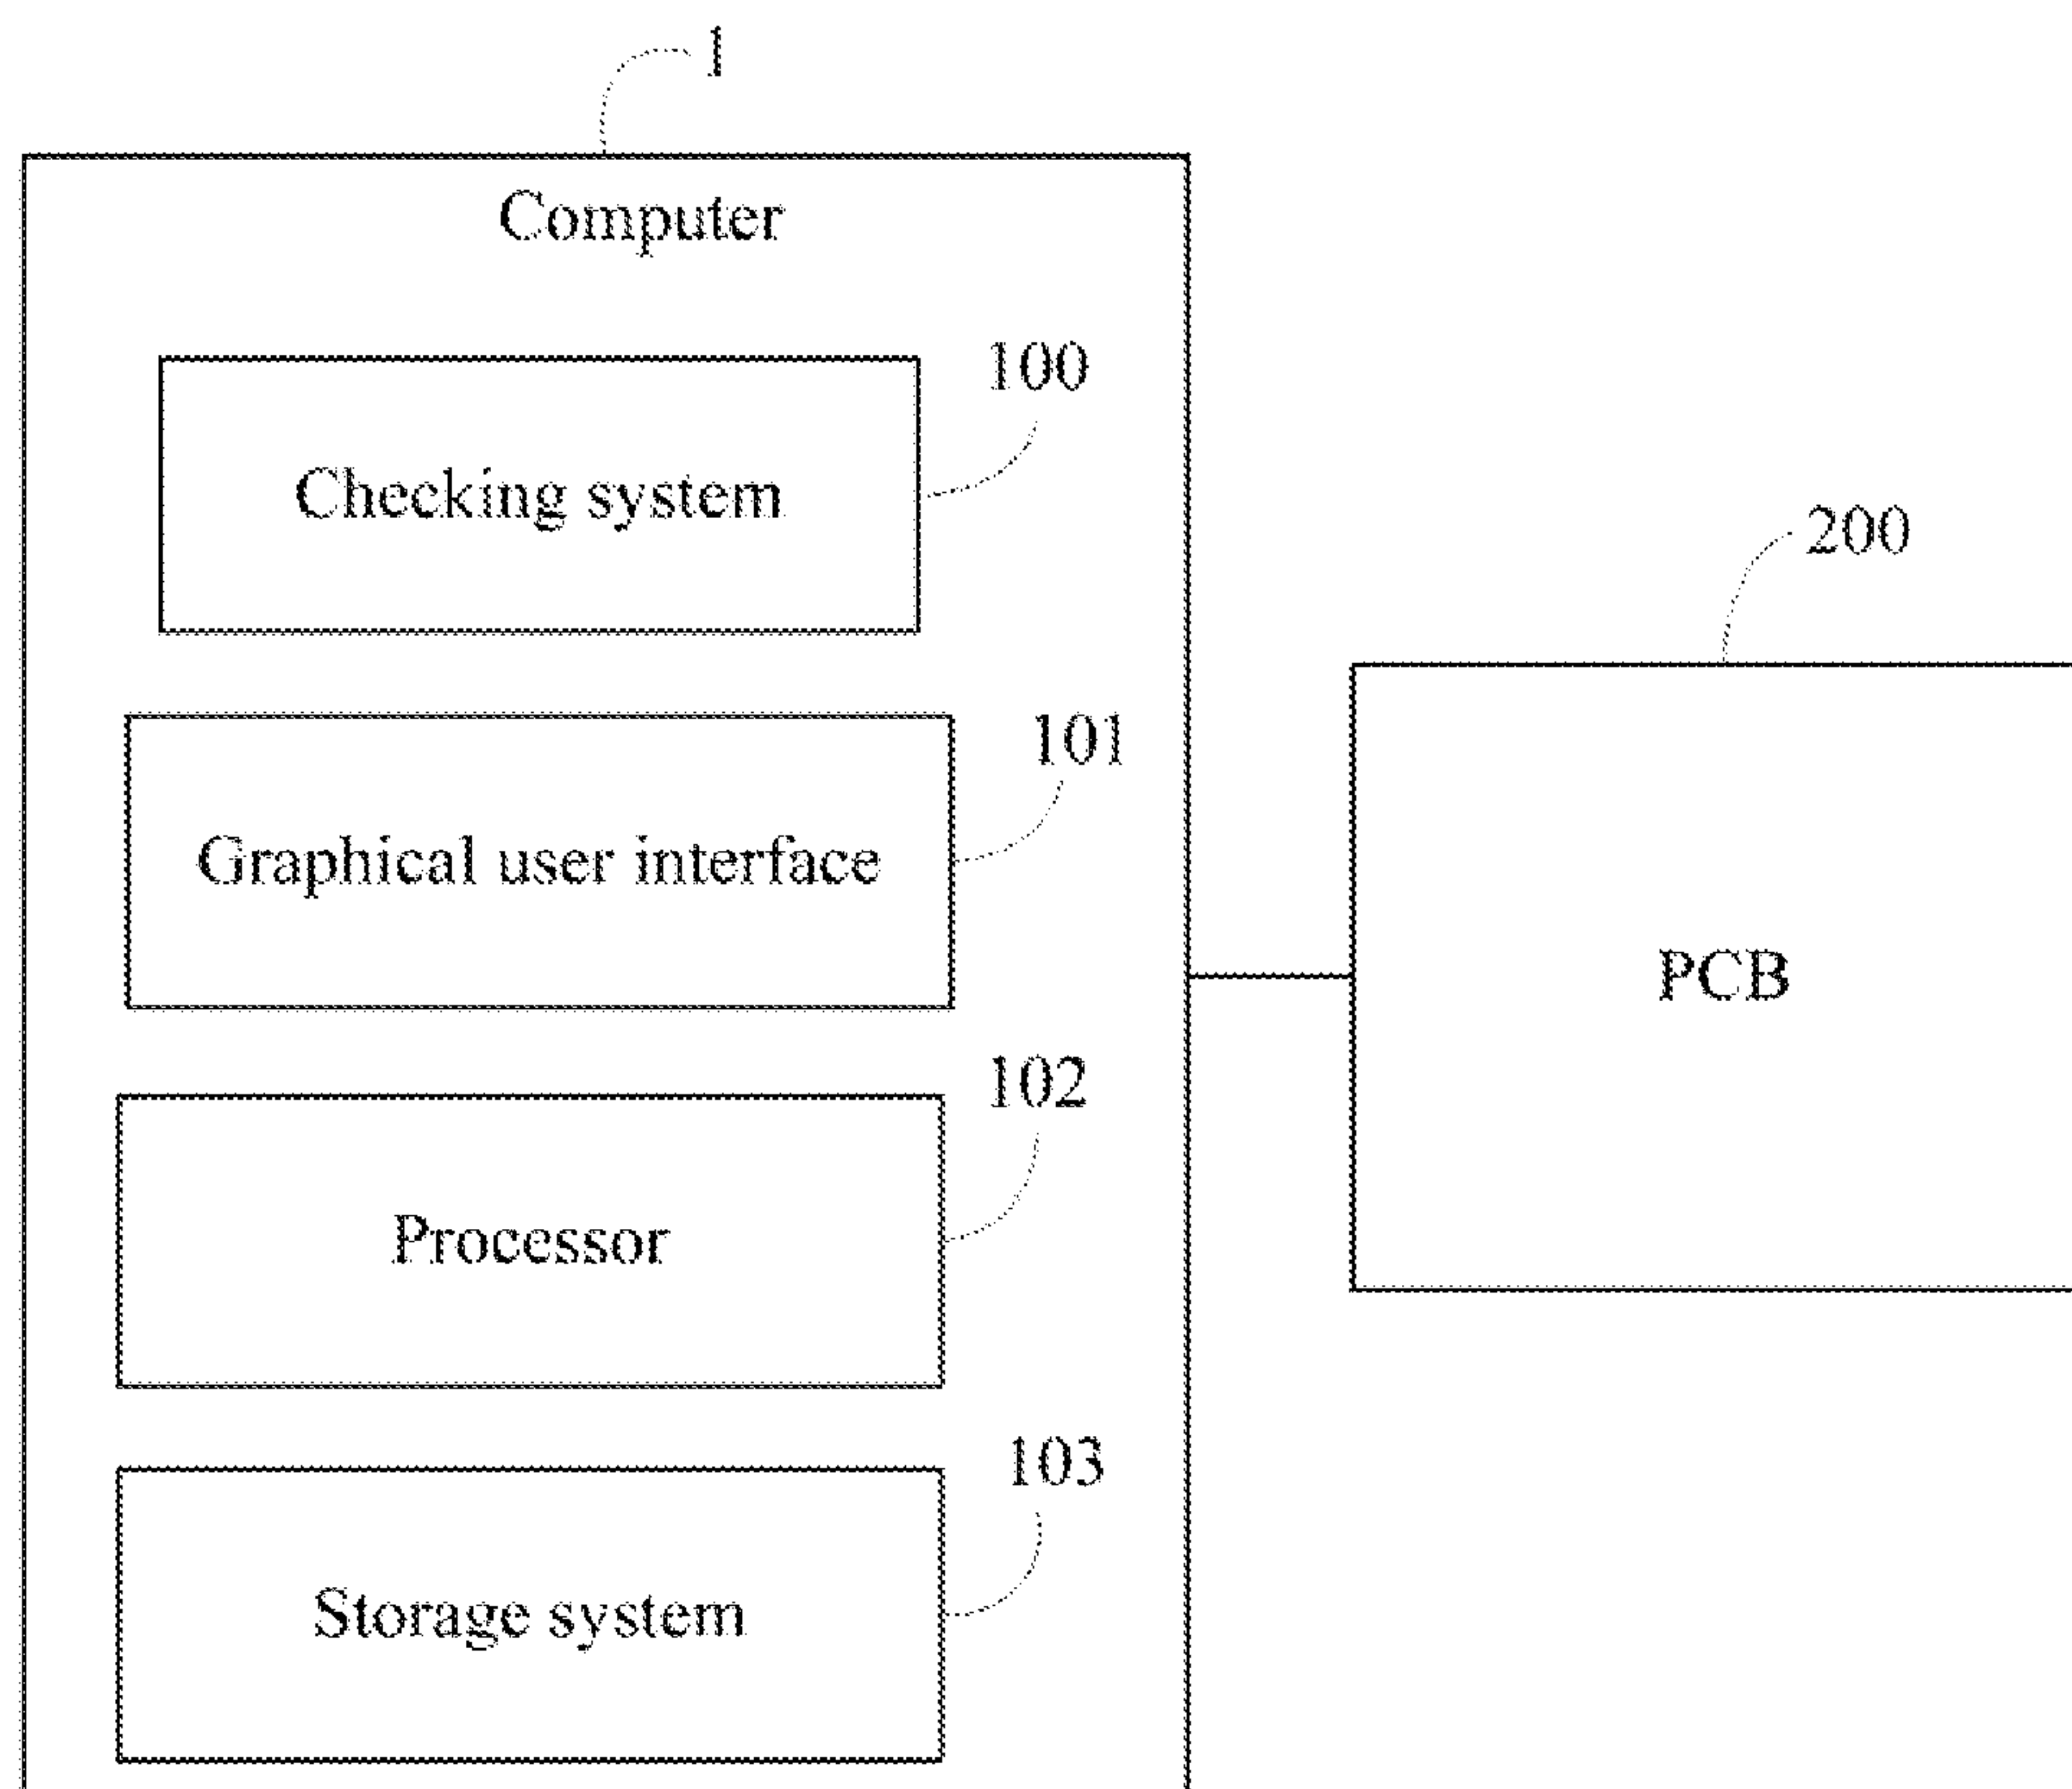 1
Computer
100
Checking system
200
101
Graphical user interface
PCB
102
Processor
103
Storage system